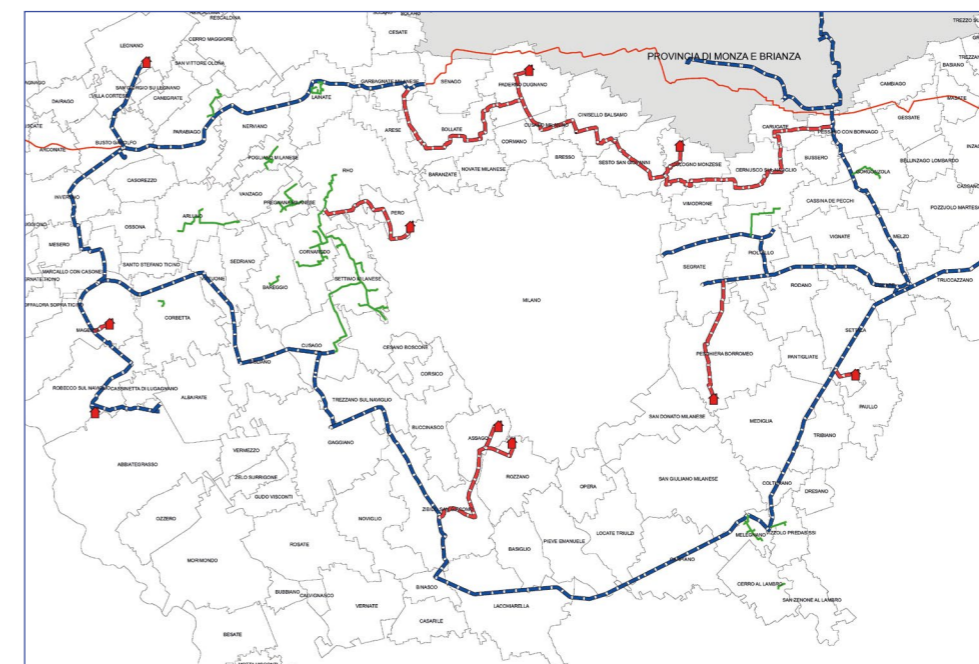 RESCALDINA
CERRO MAGGIORE
CESATE
LEGNANO
SAN VITTORE OLONA
PROVINCIA DI MONZA E BRIANZA
TREZZANO
BASIANO
CAMBIAGO
MASATE
GARBAGNATE MILANESE
SENAGO
PADERNO DUGNANO
SAN GIORGIO SU LEGNANO
VILLA CORTESE
CANEGRATE
DAIRAGO
LAINATE
GESSATE
PARABIAGO
NERVIANO
ARESE
BOLLATE
CORMANO
CUSANO MILANINO
CINISELLO BALSAMO
CARUGATE
PESSANO CON BORNAGO
ARCONATE
BUSTO GAROLFO
BRESSO
SESTO SAN GIOVANNI
COLOGNO MONZESE
CERNUSCO SUL NAVIGLIO
BUSSERO
BELLINZAGO LOMBARDO
GORGONZOLA
POGLIANO MILANESE
RHO
BARANZATE
NOVATE MILANESE
CASOREZZO
VANZAGO
PREGNANA MILANESE
INVERUNO
OSSONA
ARLUNO
PERO
VIMODRONE
CASSINA DE PECCHI
POZZUOLO MARTESANA
MESERO
CORNAREDO
VIGNATE
MELZO
MARCALLO CON CASONE
SANTO STEFANO TICINO
SEDRIANO
SETTIMO MILANESE
SEGRATE
PIOLTELLO
BAREGGIO
RODANO
TRUCCAZZANO
MILANO
CORBETTA
MAGENTA
SETTALA
CUSAGO
CESANO BOSCONE
PESCHIERA BORROMEO
PANTIGLIATE
CORSICO
ROBECCO SUL NAVIGLIO
CASSINETTA DI LUGAGNANO
ALBAIRATE
TREZZANO SUL NAVIGLIO
SAN DONATO MILANESE
MEDIGLIA
PAULLO
GAGGIANO
BUCCINASCO
ASSAGO
TRIBIANO
ABBIATEGRASSO
VERMEZZO
ZELO SURRIGONE
ROZZANO
SAN GIULIANO MILANESE
OPERA
COLTURANO
DRESANO
GUDO VISCONTI
OZZERO
NOVIGLIO
ZIBIDO SAN GIACOMO
LOCATE TRIULZI
PIEVE EMANUELE
BASIGLIO
MELEGNANO
VIZZOLO PREDABISSI
ROSATE
MORIMONDO
CARPIANO
CERRO AL LAMBRO
SAN ZENONE AL LAMBRO
BINASCO
LACCHIARELLA
BUBBIANO
CALVIGNASCO
VERNATE
CASARILE
BESATE